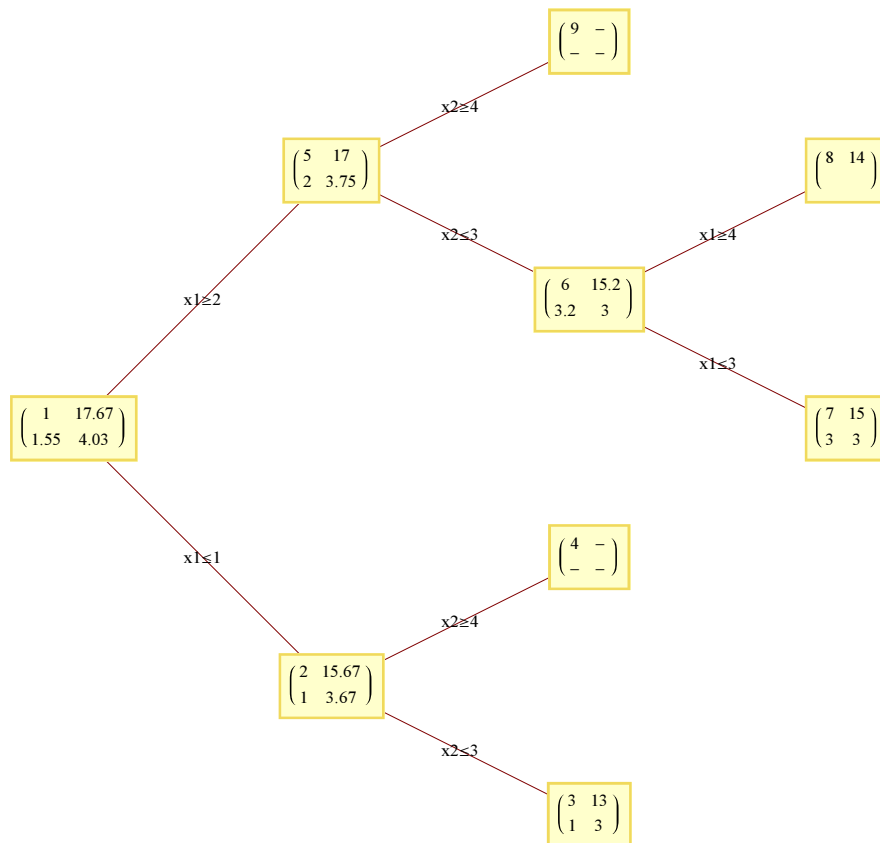 9 –
– –
x2≥4
5 17
2 3.75
8 14
x2≤3
x1≥4
6 15.2
3.2 3
x1≥2
x1≤3
1 17.67
1.55 4.03
7 15
3 3
4 –
– –
x1≤1
x2≥4
2 15.67
1 3.67
x2≤3
3 13
1 3